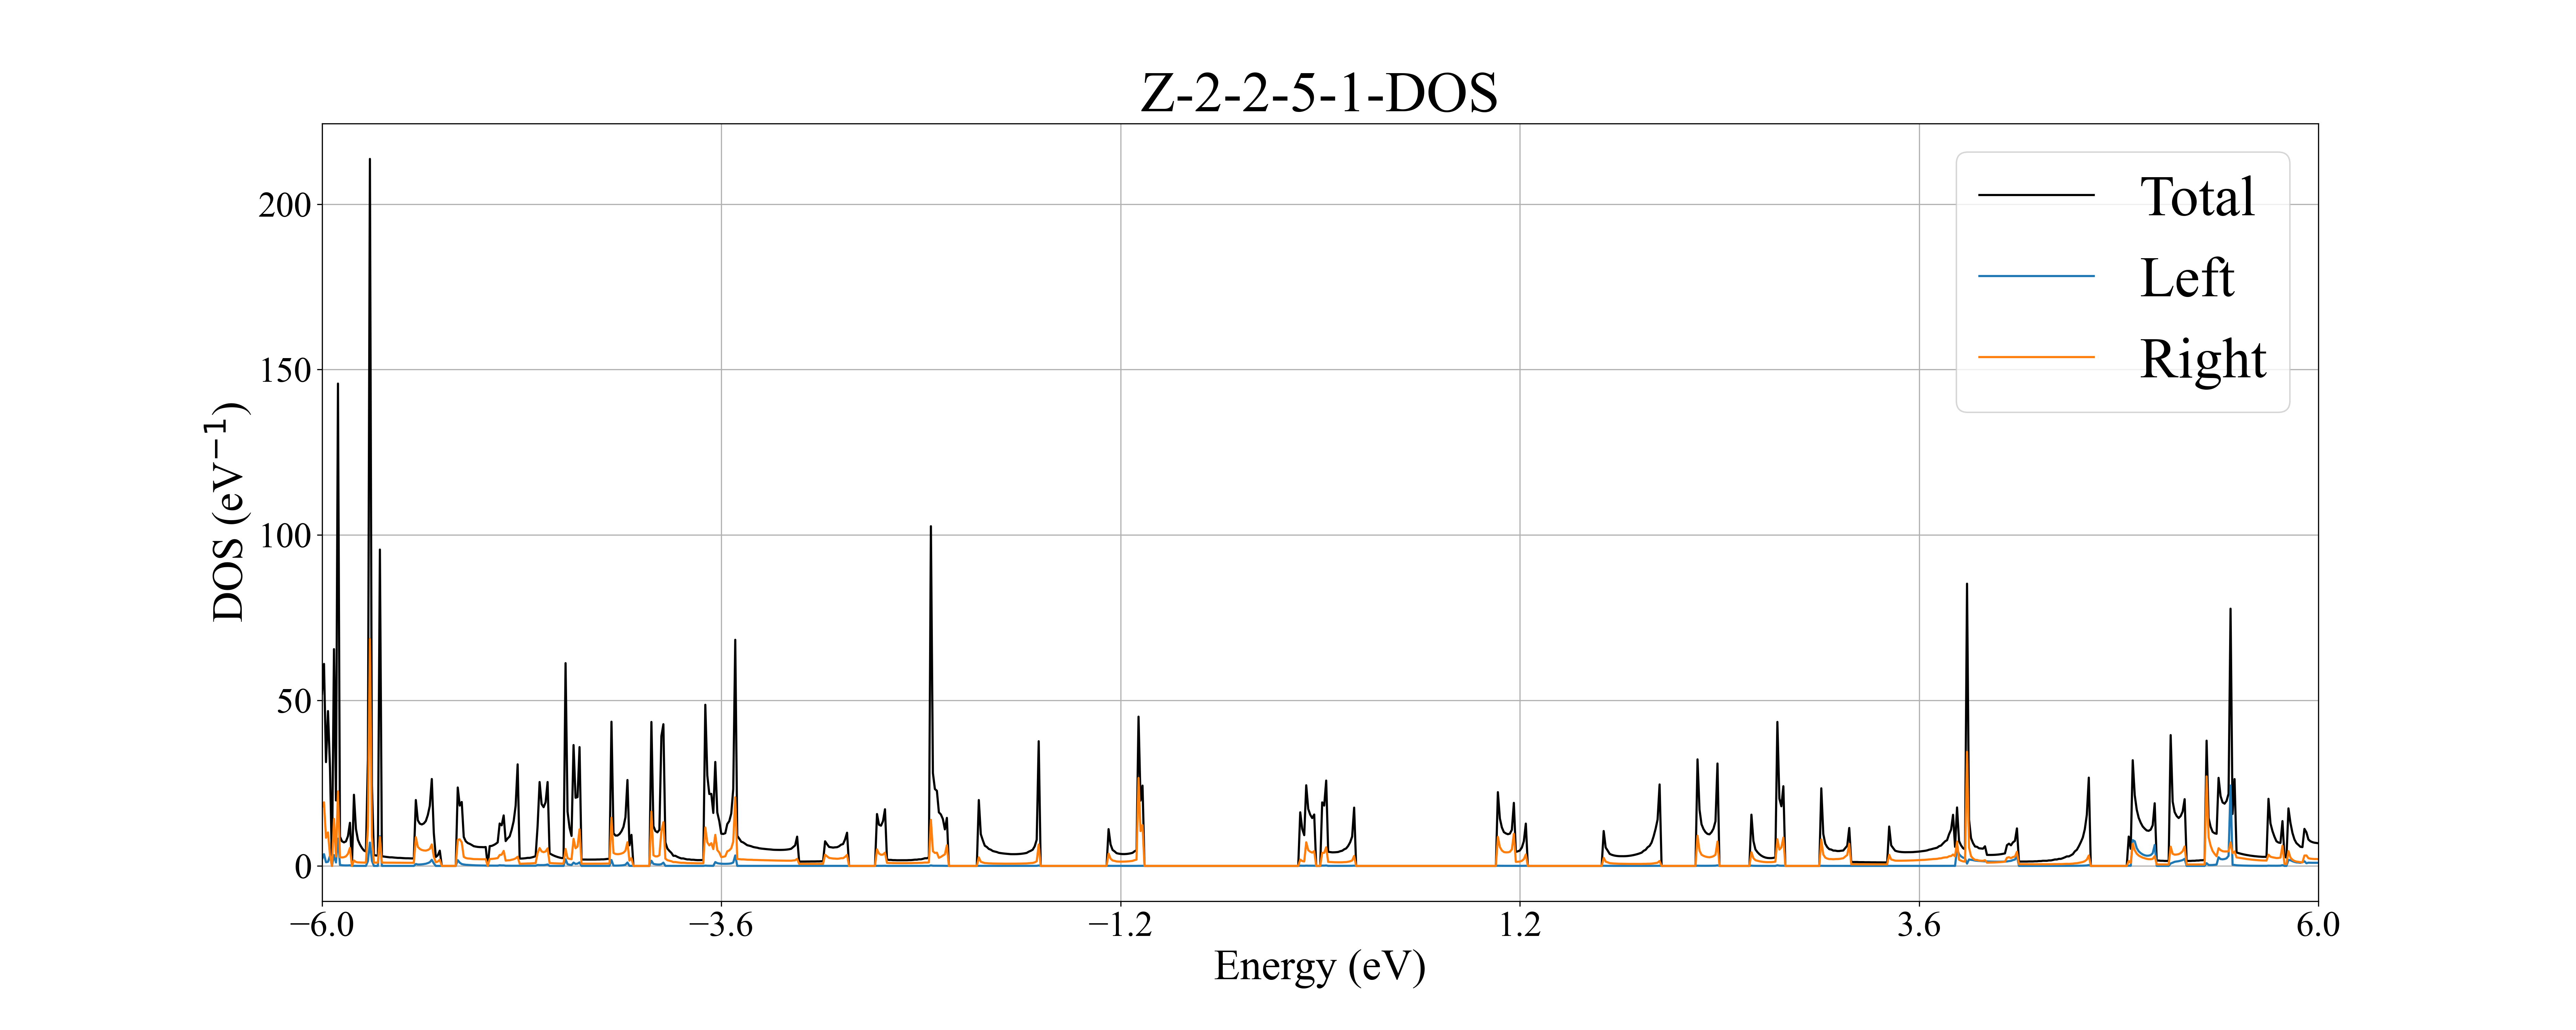 Z-2-2-5-1-DOS
Total
Left
Right
200
150
100
50
0
DOS (eV⁻¹)
−6.0 −3.6 −1.2 1.2 3.6 6.0
Energy (eV)